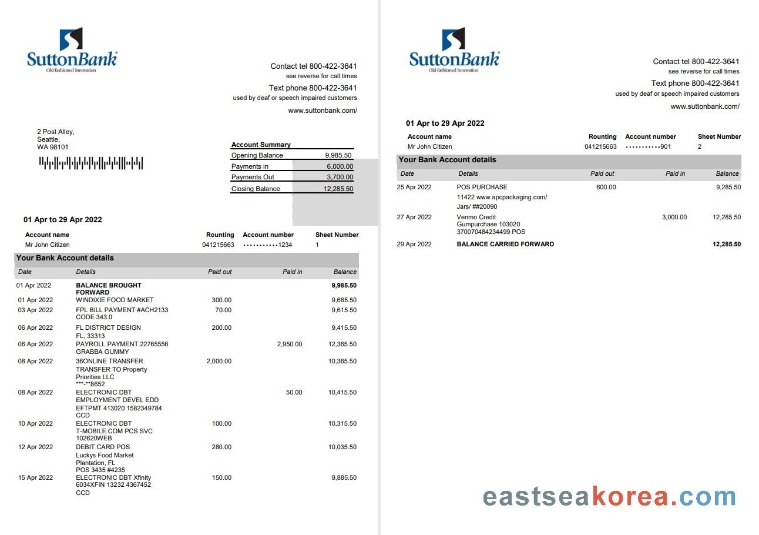 SuttonBank®
Old-fashioned Innovation
Contact tel 800-422-3641
see reverse for call times
Text phone 800-422-3641
used by deaf or speech impaired customers
www.suttonbank.com/
2 Post Alley,
Seattle,
WA 98101
Account Summary
Opening Balance 9,985.50
Payments in 6,000.00
Payments Out 3,700.00
Closing Balance 12,285.50
01 Apr to 29 Apr 2022
Account name Rounting Account number Sheet Number
Mr John Citizen 041215663 ···········1234 1
Your Bank Account details
Date Details Paid out Paid in Balance
01 Apr 2022 BALANCE BROUGHT 9,985.50
FORWARD
01 Apr 2022 WINDIXIE FOOD MARKET 300.00 9,685.50
03 Apr 2022 FPL BILL PAYMENT #ACH2133 70.00 9,615.50
CODE 343.0
06 Apr 2022 FL DISTRICT DESIGN 200.00 9,415.50
FL, 33313
06 Apr 2022 PAYROLL PAYMENT 22765556 2,950.00 12,365.50
GRABBA GUMMY
08 Apr 2022 36ONLINE TRANSFER 2,000.00 10,365.50
TRANSFER TO Property
Priorities LLC
***-**8652
08 Apr 2022 ELECTRONIC DBT 50.00 10,415.50
EMPLOYMENT DEVEL EDD
EFTPMT 413020 1582349784
CCD
10 Apr 2022 ELECTRONIC DBT 100.00 10,315.50
T-MOBILE.COM PCS SVC
102620WEB
12 Apr 2022 DEBIT CARD POS 280.00 10,035.50
Luckys Food Market
Plantation, FL
POS 3435 #4235
15 Apr 2022 ELECTRONIC DBT Xfinity 150.00 9,885.50
6034XFIN 13232 4367452
CCD
SuttonBank®
Old-fashioned Innovation
Contact tel 800-422-3641
see reverse for call times
Text phone 800-422-3641
used by deaf or speech impaired customers
www.suttonbank.com/
01 Apr to 29 Apr 2022
Account name Rounting Account number Sheet Number
Mr John Citizen 041215663 ···········901 2
Your Bank Account details
Date Details Paid out Paid in Balance
25 Apr 2022 POS PURCHASE 600.00 9,285.50
11422 www.apcpackaging.com/
Jars/ ##20090
27 Apr 2022 Venmo Credit 3,000.00 12,285.50
Gumpurchase 103020
370070484234499 POS
29 Apr 2022 BALANCE CARRIED FORWARD 12,285.50
eastseakorea.com